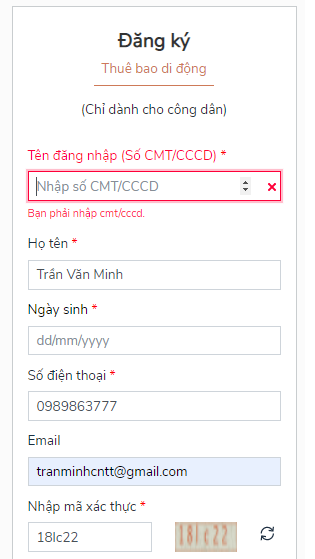 Đăng ký
Thuê bao di động
(Chỉ dành cho công dân)
Tên đăng nhập (Số CMT/CCCD) *
Nhập số CMT/CCCD
Bạn phải nhập cmt/cccd.
Họ tên *
Trần Văn Minh
Ngày sinh *
dd/mm/yyyy
Số điện thoại *
0989863777
Email
tranminhcntt@gmail.com
Nhập mã xác thực *
18lc22 18lc22